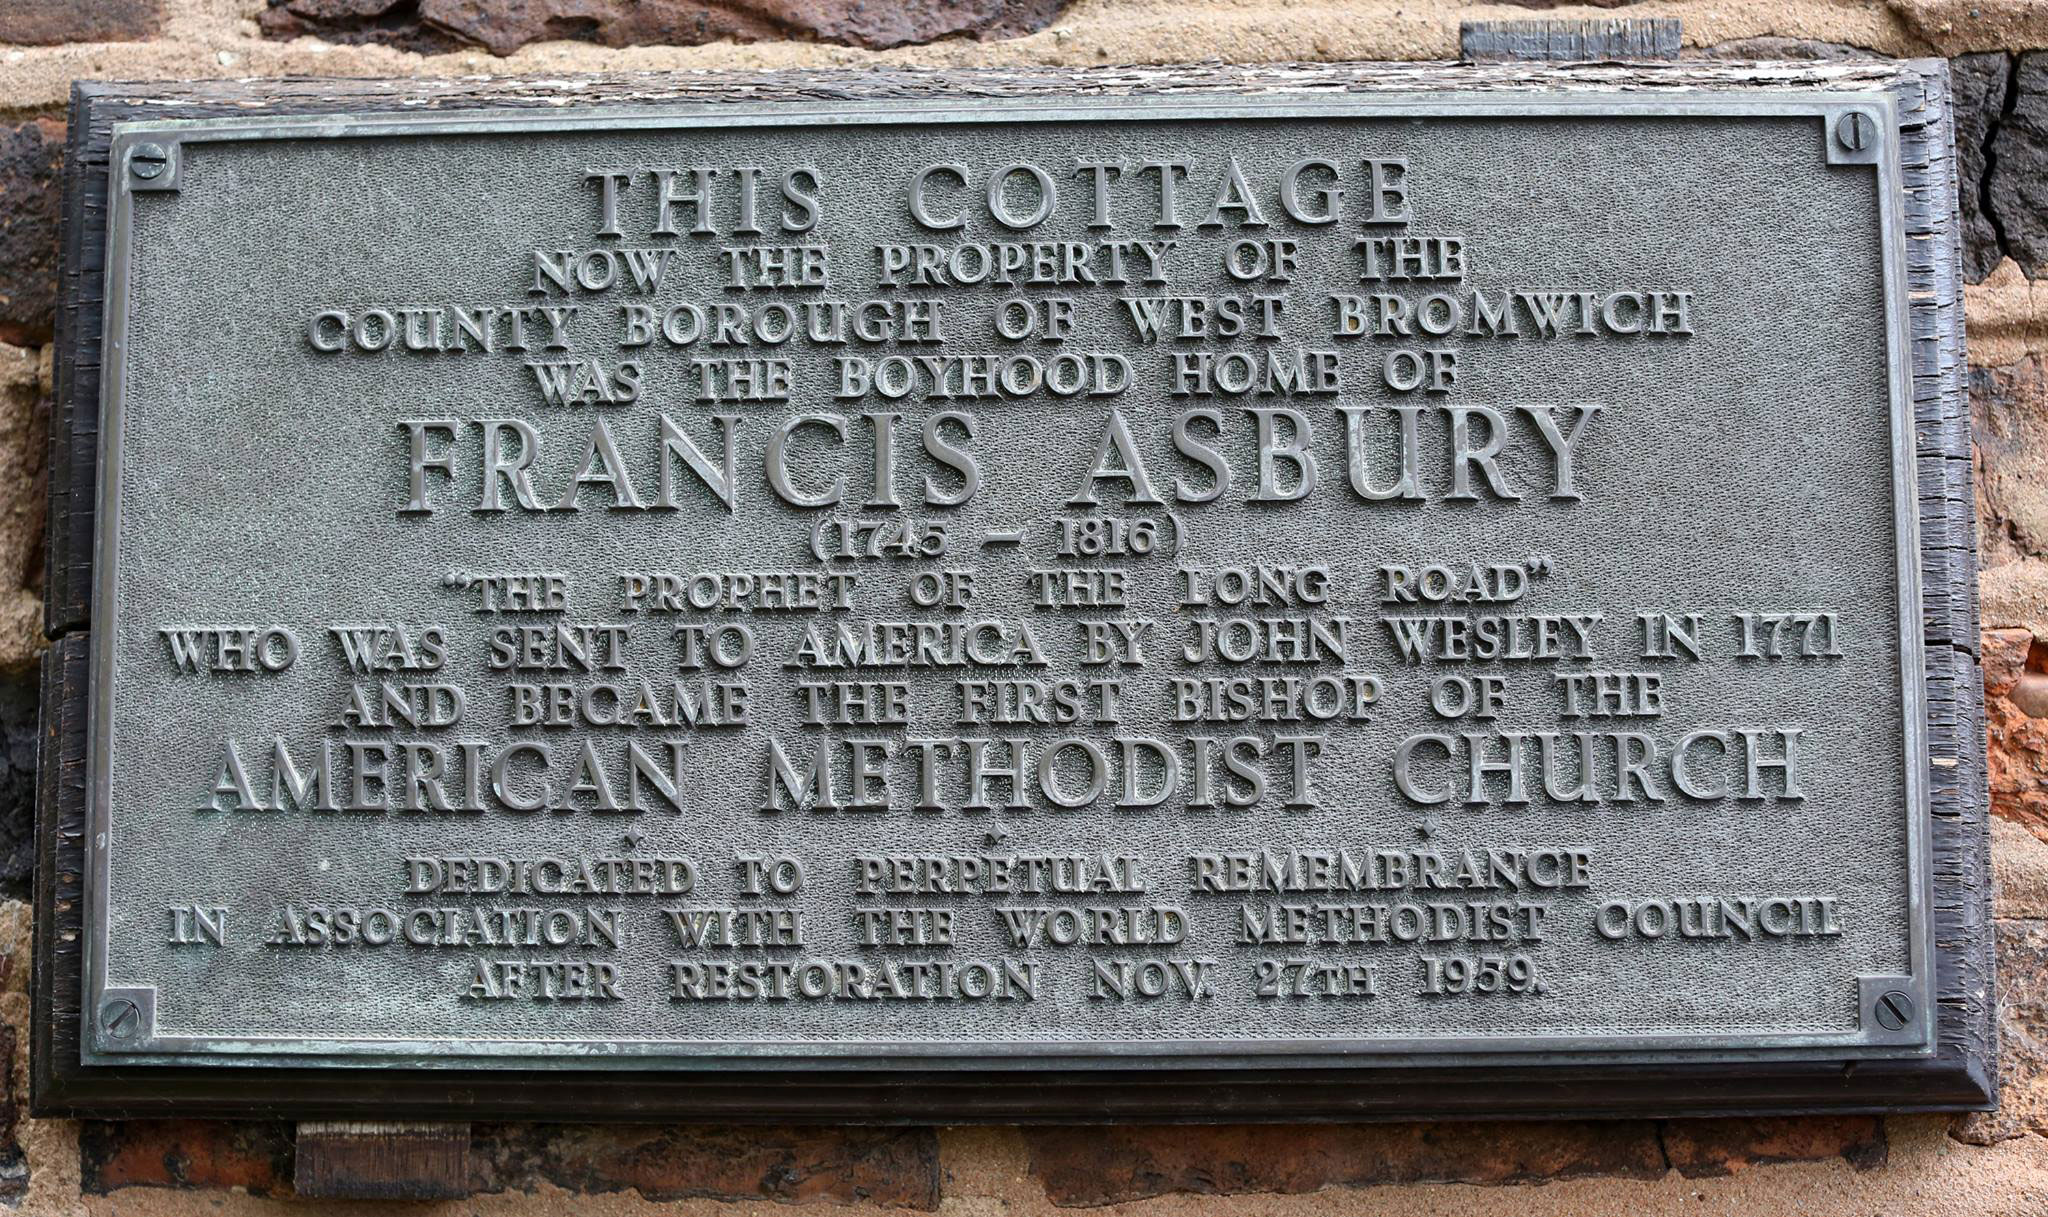 THIS COTTAGE
NOW THE PROPERTY OF THE
COUNTY BOROUGH OF WEST BROMWICH
WAS THE BOYHOOD HOME OF
FRANCIS ASBURY
(1745 – 1816)
“THE PROPHET OF THE LONG ROAD”
WHO WAS SENT TO AMERICA BY JOHN WESLEY IN 1771
AND BECAME THE FIRST BISHOP OF THE
AMERICAN METHODIST CHURCH
DEDICATED TO PERPETUAL REMEMBRANCE
IN ASSOCIATION WITH THE WORLD METHODIST COUNCIL
AFTER RESTORATION NOV. 27TH 1959.